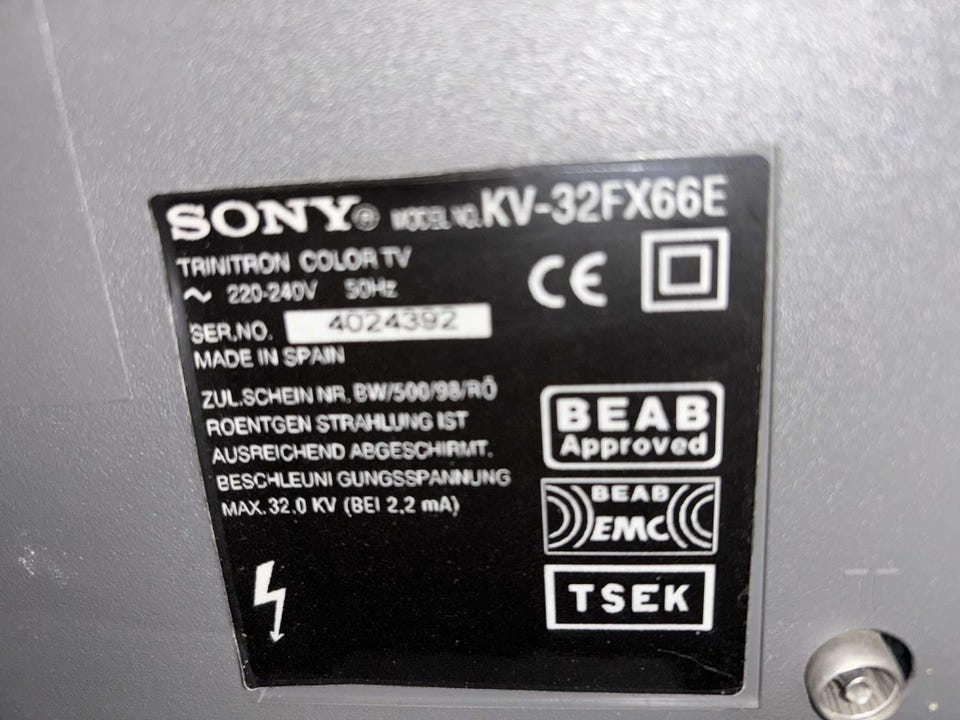 SONY® MODEL NO. KV-32FX66E
TRINITRON COLOR TV
~ 220-240V 50Hz
SER.NO. 4024392
MADE IN SPAIN
ZUL.SCHEIN NR. BW/500/98/RÖ
ROENTGEN STRAHLUNG IST
AUSREICHEND ABGESCHIRMT.
BESCHLEUNI GUNGSSPANNUNG
MAX. 32.0 KV (BEI 2.2 mA)
CE
BEAB
Approved
BEAB
EMC
TSEK